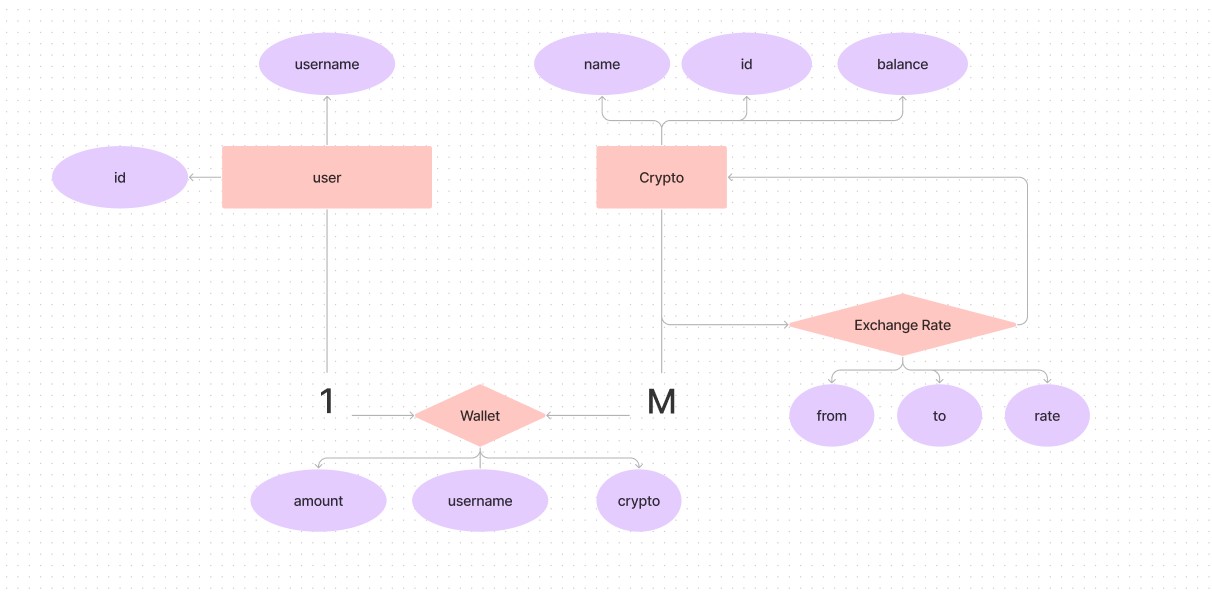 username
name
id
balance
id
user
Crypto
Exchange Rate
1
M
Wallet
from
to
rate
amount
username
crypto